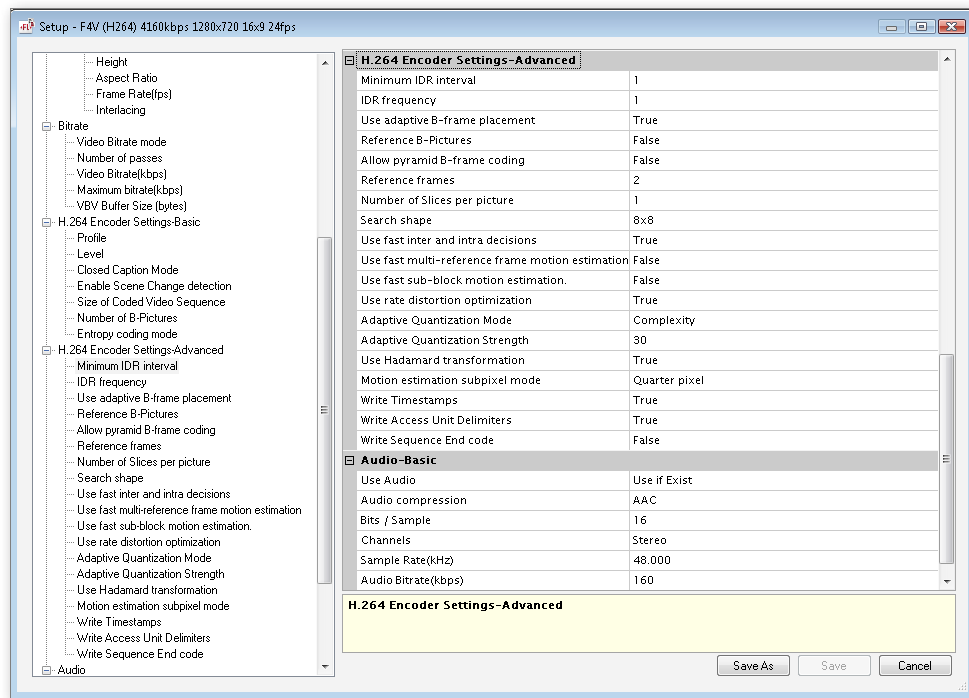 Setup - F4V (H264) 4160kbps 1280x720 16x9 24fps
Height
Aspect Ratio
Frame Rate(fps)
Interlacing
Bitrate
Video Bitrate mode
Number of passes
Video Bitrate(kbps)
Maximum bitrate(kbps)
VBV Buffer Size (bytes)
H.264 Encoder Settings-Basic
Profile
Level
Closed Caption Mode
Enable Scene Change detection
Size of Coded Video Sequence
Number of B-Pictures
Entropy coding mode
H.264 Encoder Settings-Advanced
Minimum IDR interval
IDR frequency
Use adaptive B-frame placement
Reference B-Pictures
Allow pyramid B-frame coding
Reference frames
Number of Slices per picture
Search shape
Use fast inter and intra decisions
Use fast multi-reference frame motion estimation
Use fast sub-block motion estimation.
Use rate distortion optimization
Adaptive Quantization Mode
Adaptive Quantization Strength
Use Hadamard transformation
Motion estimation subpixel mode
Write Timestamps
Write Access Unit Delimiters
Write Sequence End code
Audio
H.264 Encoder Settings-Advanced
Minimum IDR interval 1
IDR frequency 1
Use adaptive B-frame placement True
Reference B-Pictures False
Allow pyramid B-frame coding False
Reference frames 2
Number of Slices per picture 1
Search shape 8x8
Use fast inter and intra decisions True
Use fast multi-reference frame motion estimation False
Use fast sub-block motion estimation. False
Use rate distortion optimization True
Adaptive Quantization Mode Complexity
Adaptive Quantization Strength 30
Use Hadamard transformation True
Motion estimation subpixel mode Quarter pixel
Write Timestamps True
Write Access Unit Delimiters True
Write Sequence End code False
Audio-Basic
Use Audio Use if Exist
Audio compression AAC
Bits / Sample 16
Channels Stereo
Sample Rate(kHz) 48.000
Audio Bitrate(kbps) 160
H.264 Encoder Settings-Advanced
Save As Save Cancel